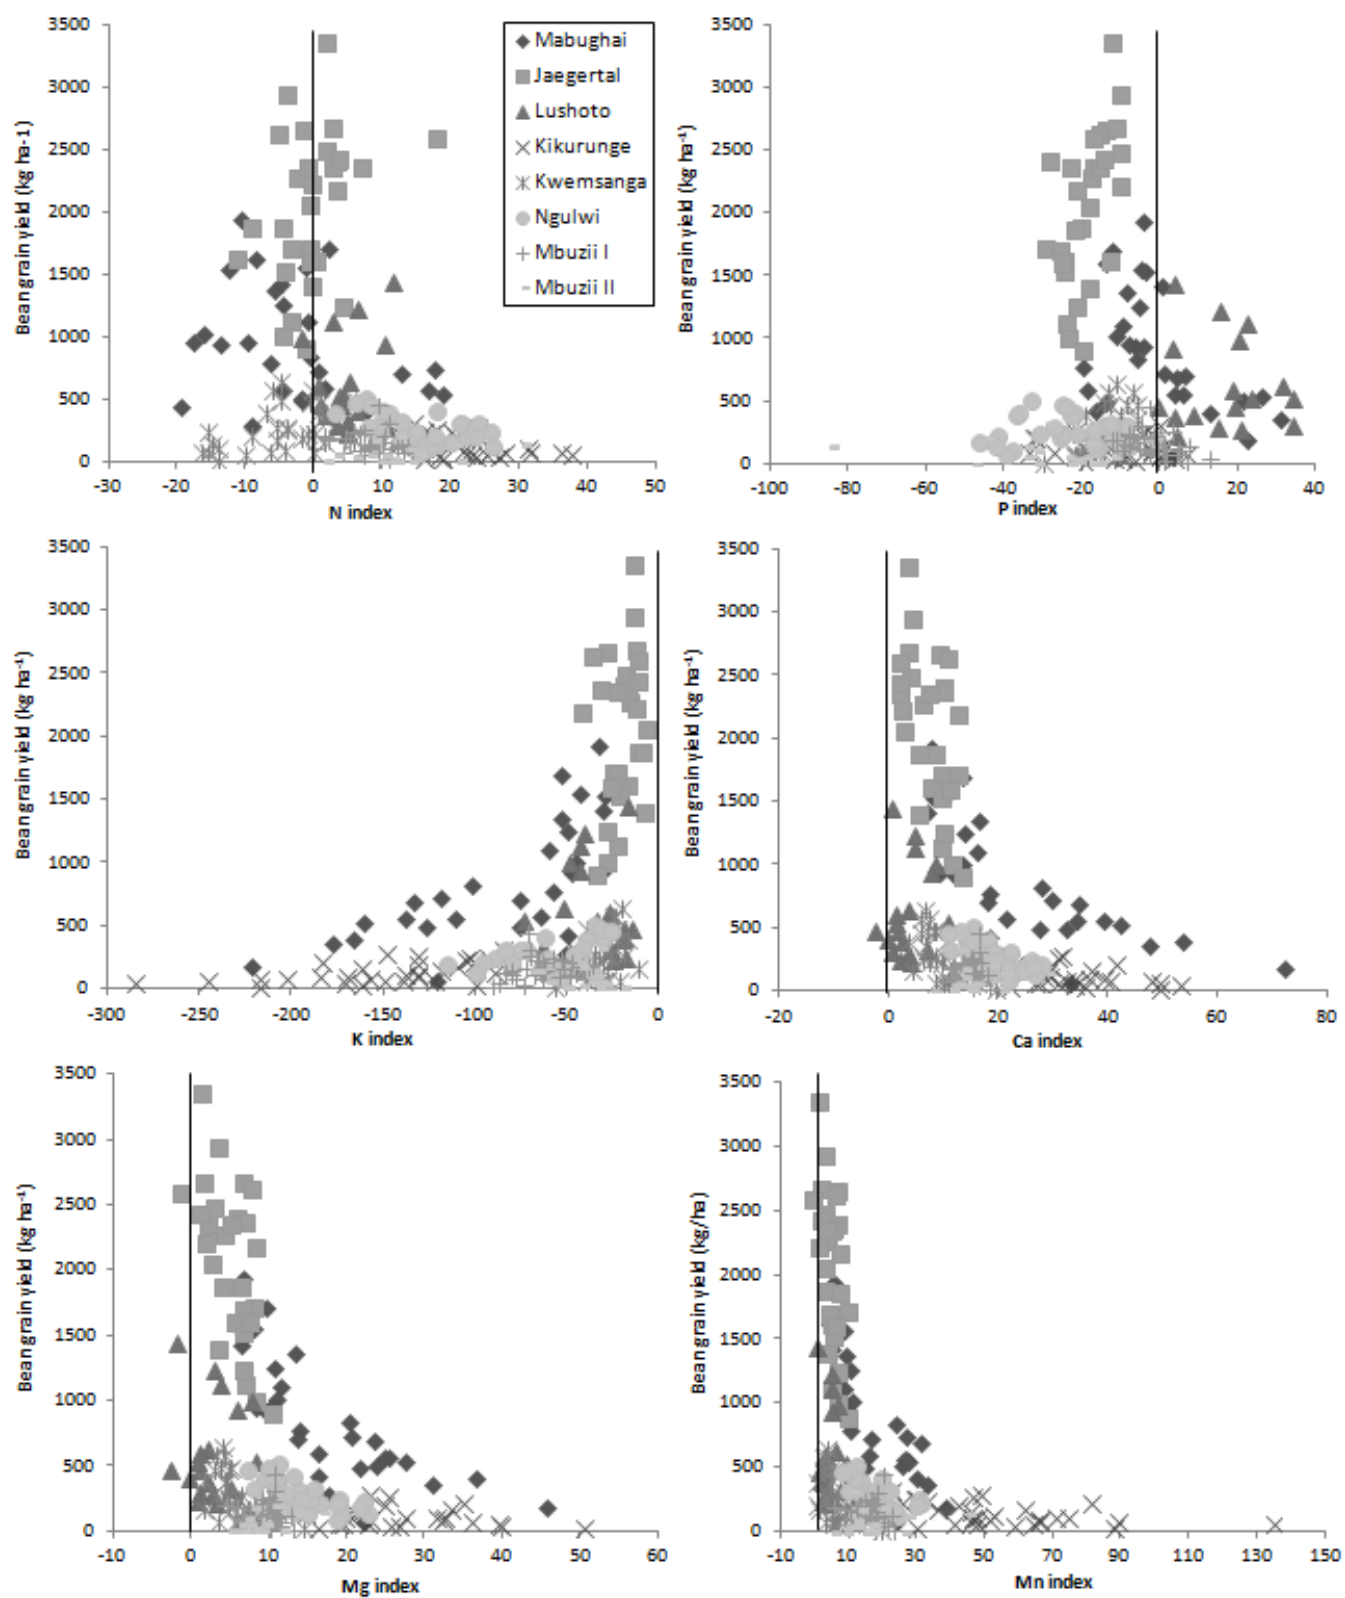 3500
3000
2500
2000
1500
1000
500
0
Bean grain yield (kg ha-1)
-30 -20 -10 0 10 20 30 40 50
N index
Mabughai
Jaegertal
Lushoto
Kikurunge
Kwemsanga
Ngulwi
Mbuzii I
Mbuzii II
3500
3000
2500
2000
1500
1000
500
0
Bean grain yield (kg ha⁻¹)
-100 -80 -60 -40 -20 0 20 40
P index
3500
3000
2500
2000
1500
1000
500
0
Bean grain yield (kg ha⁻¹)
-300 -250 -200 -150 -100 -50 0
K index
3500
3000
2500
2000
1500
1000
500
0
Bean grain yield (kg ha⁻¹)
-20 0 20 40 60 80
Ca index
3500
3000
2500
2000
1500
1000
500
0
Bean grain yield (kg ha⁻¹)
-10 0 10 20 30 40 50 60
Mg index
3500
3000
2500
2000
1500
1000
500
0
Bean grain yield (kg/ha)
-10 10 30 50 70 90 110 130 150
Mn index